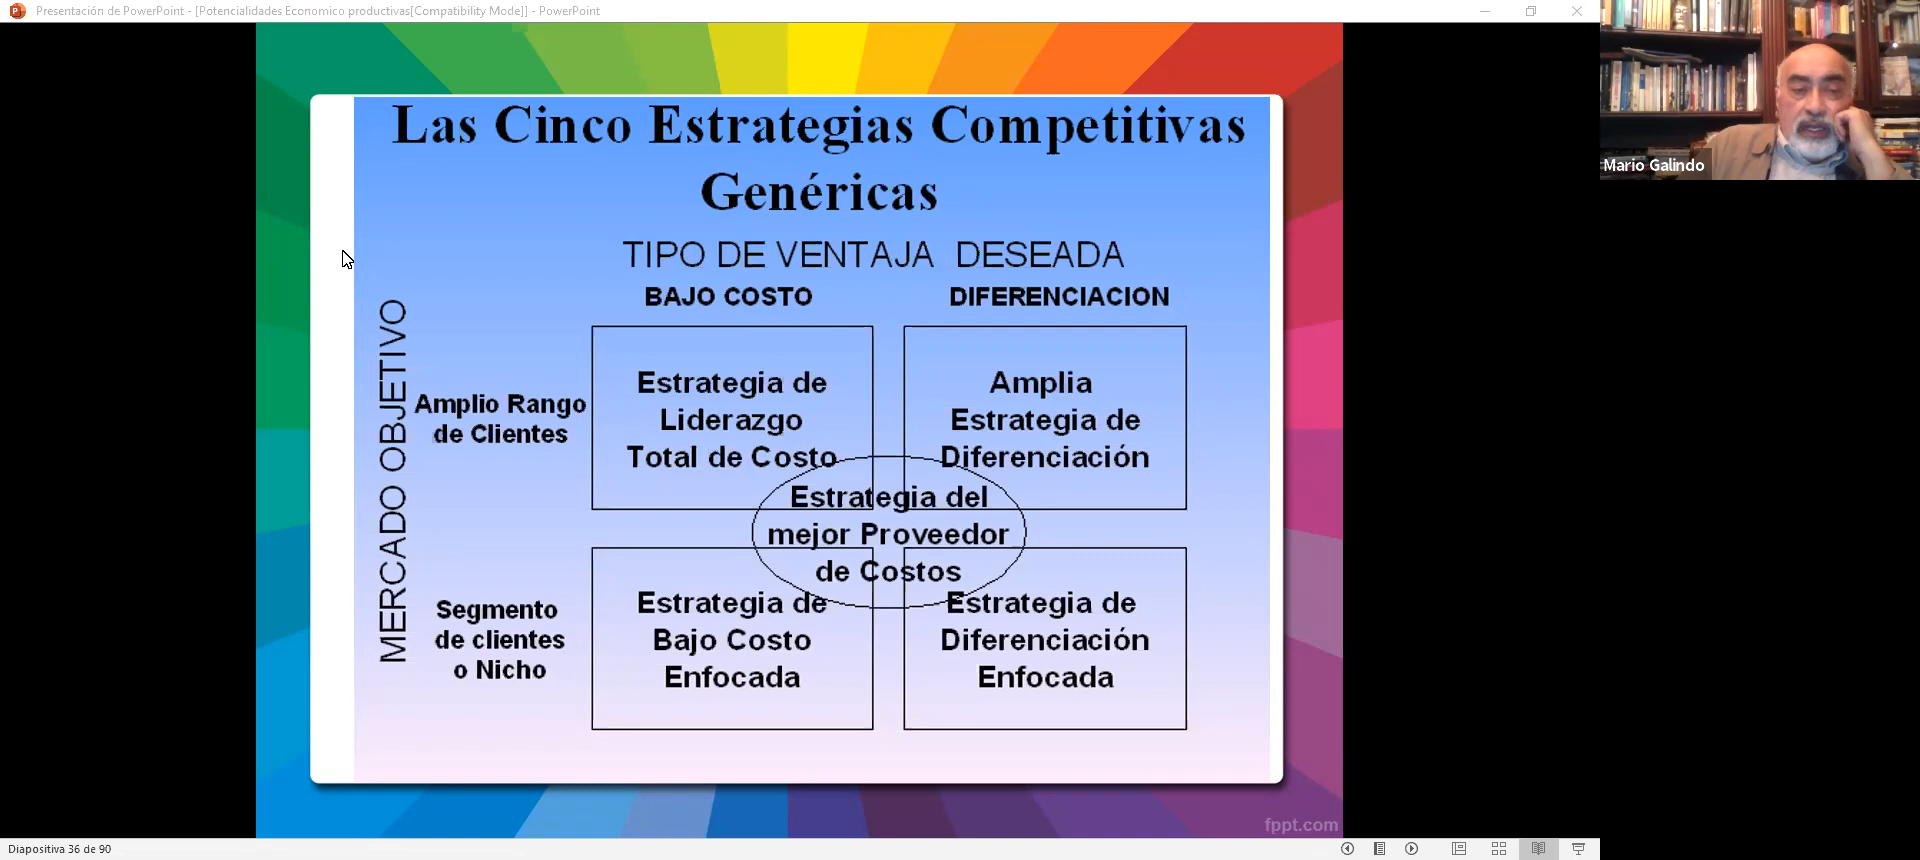 Presentación de PowerPoint - [Potencialidades Economico productivas[Compatibility Mode]] - PowerPoint
Mario Galindo
Las Cinco Estrategias Competitivas
Genéricas
TIPO DE VENTAJA DESEADA
BAJO COSTO
DIFERENCIACION
MERCADO OBJETIVO
Amplio Rango
de Clientes
Estrategia de
Liderazgo
Total de Costo
Amplia
Estrategia de
Diferenciación
Estrategia del
mejor Proveedor
de Costos
Segmento
de clientes
o Nicho
Estrategia de
Bajo Costo
Enfocada
Estrategia de
Diferenciación
Enfocada
fppt.com
Diapositiva 36 de 90